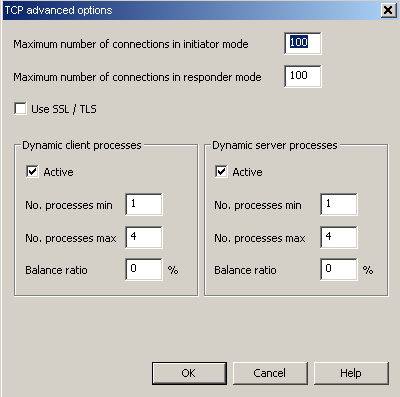 TCP advanced options
Maximum number of connections in initiator mode 100
Maximum number of connections in responder mode 100
Use SSL / TLS
Dynamic client processes
Active
No. processes min 1
No. processes max 4
Balance ratio 0 %
Dynamic server processes
Active
No. processes min 1
No. processes max 4
Balance ratio 0 %
OK Cancel Help